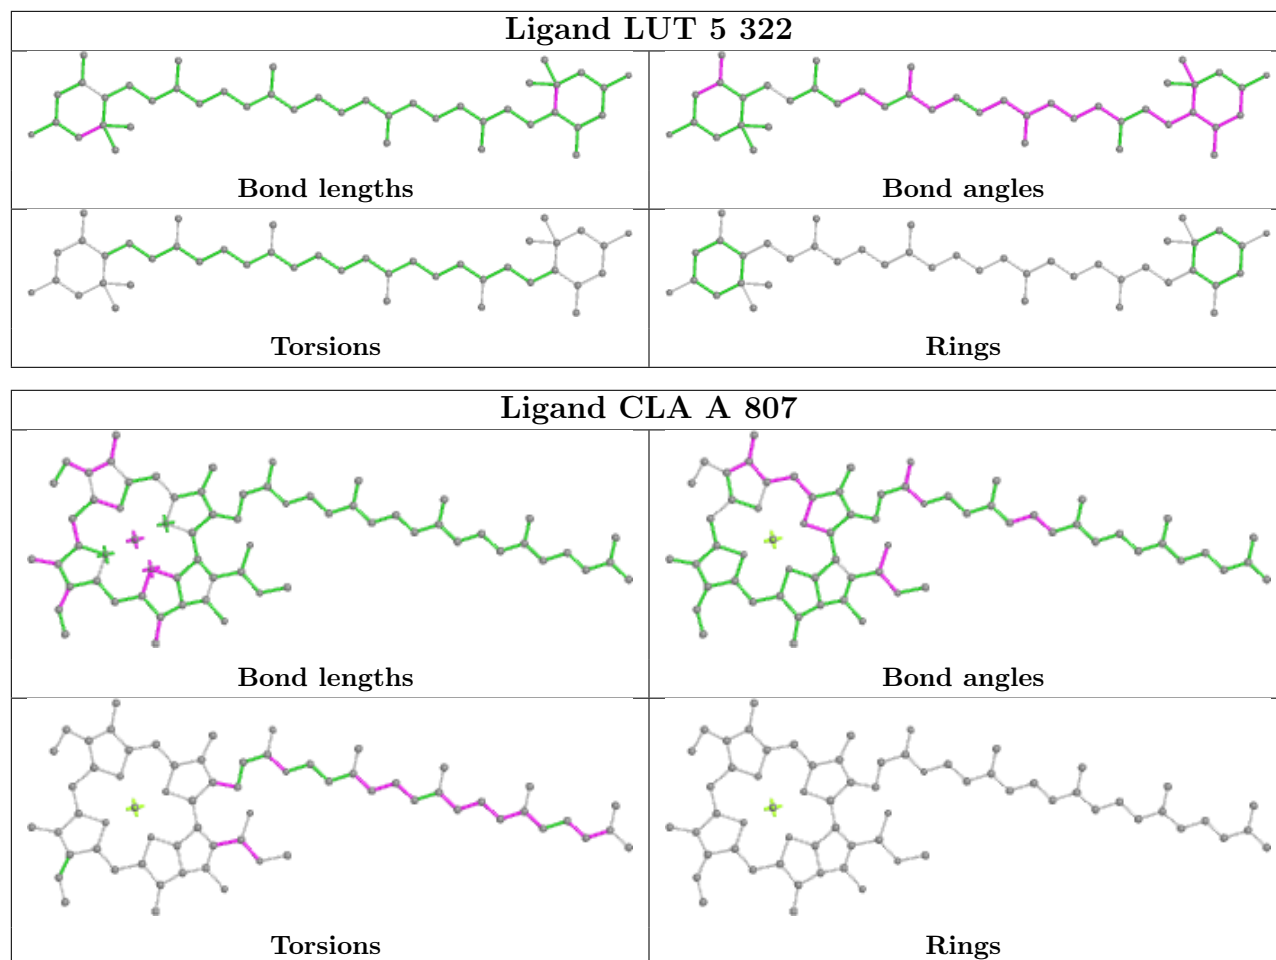 Ligand LUT 5 322
Bond lengths
Bond angles
Torsions
Rings
Ligand CLA A 807
Bond lengths
Bond angles
Torsions
Rings